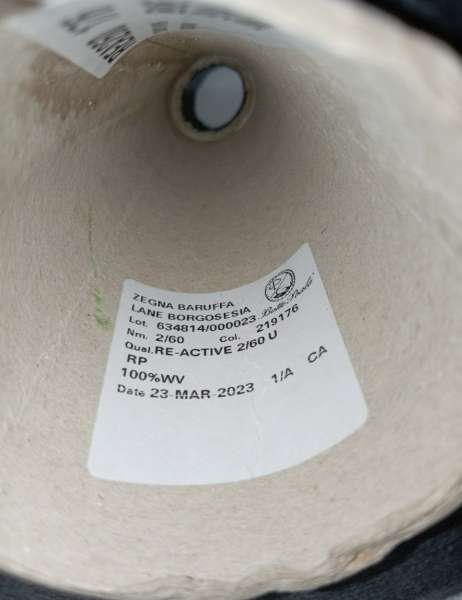 ZEGNA BARUFFA
LANE BORGOSESIA
Lot. 634814/000023
Nm. 2/60 Col. 219176
Qual.RE-ACTIVE 2/60 U
RP
100%WV 1/A CA
Date 23-MAR-2023